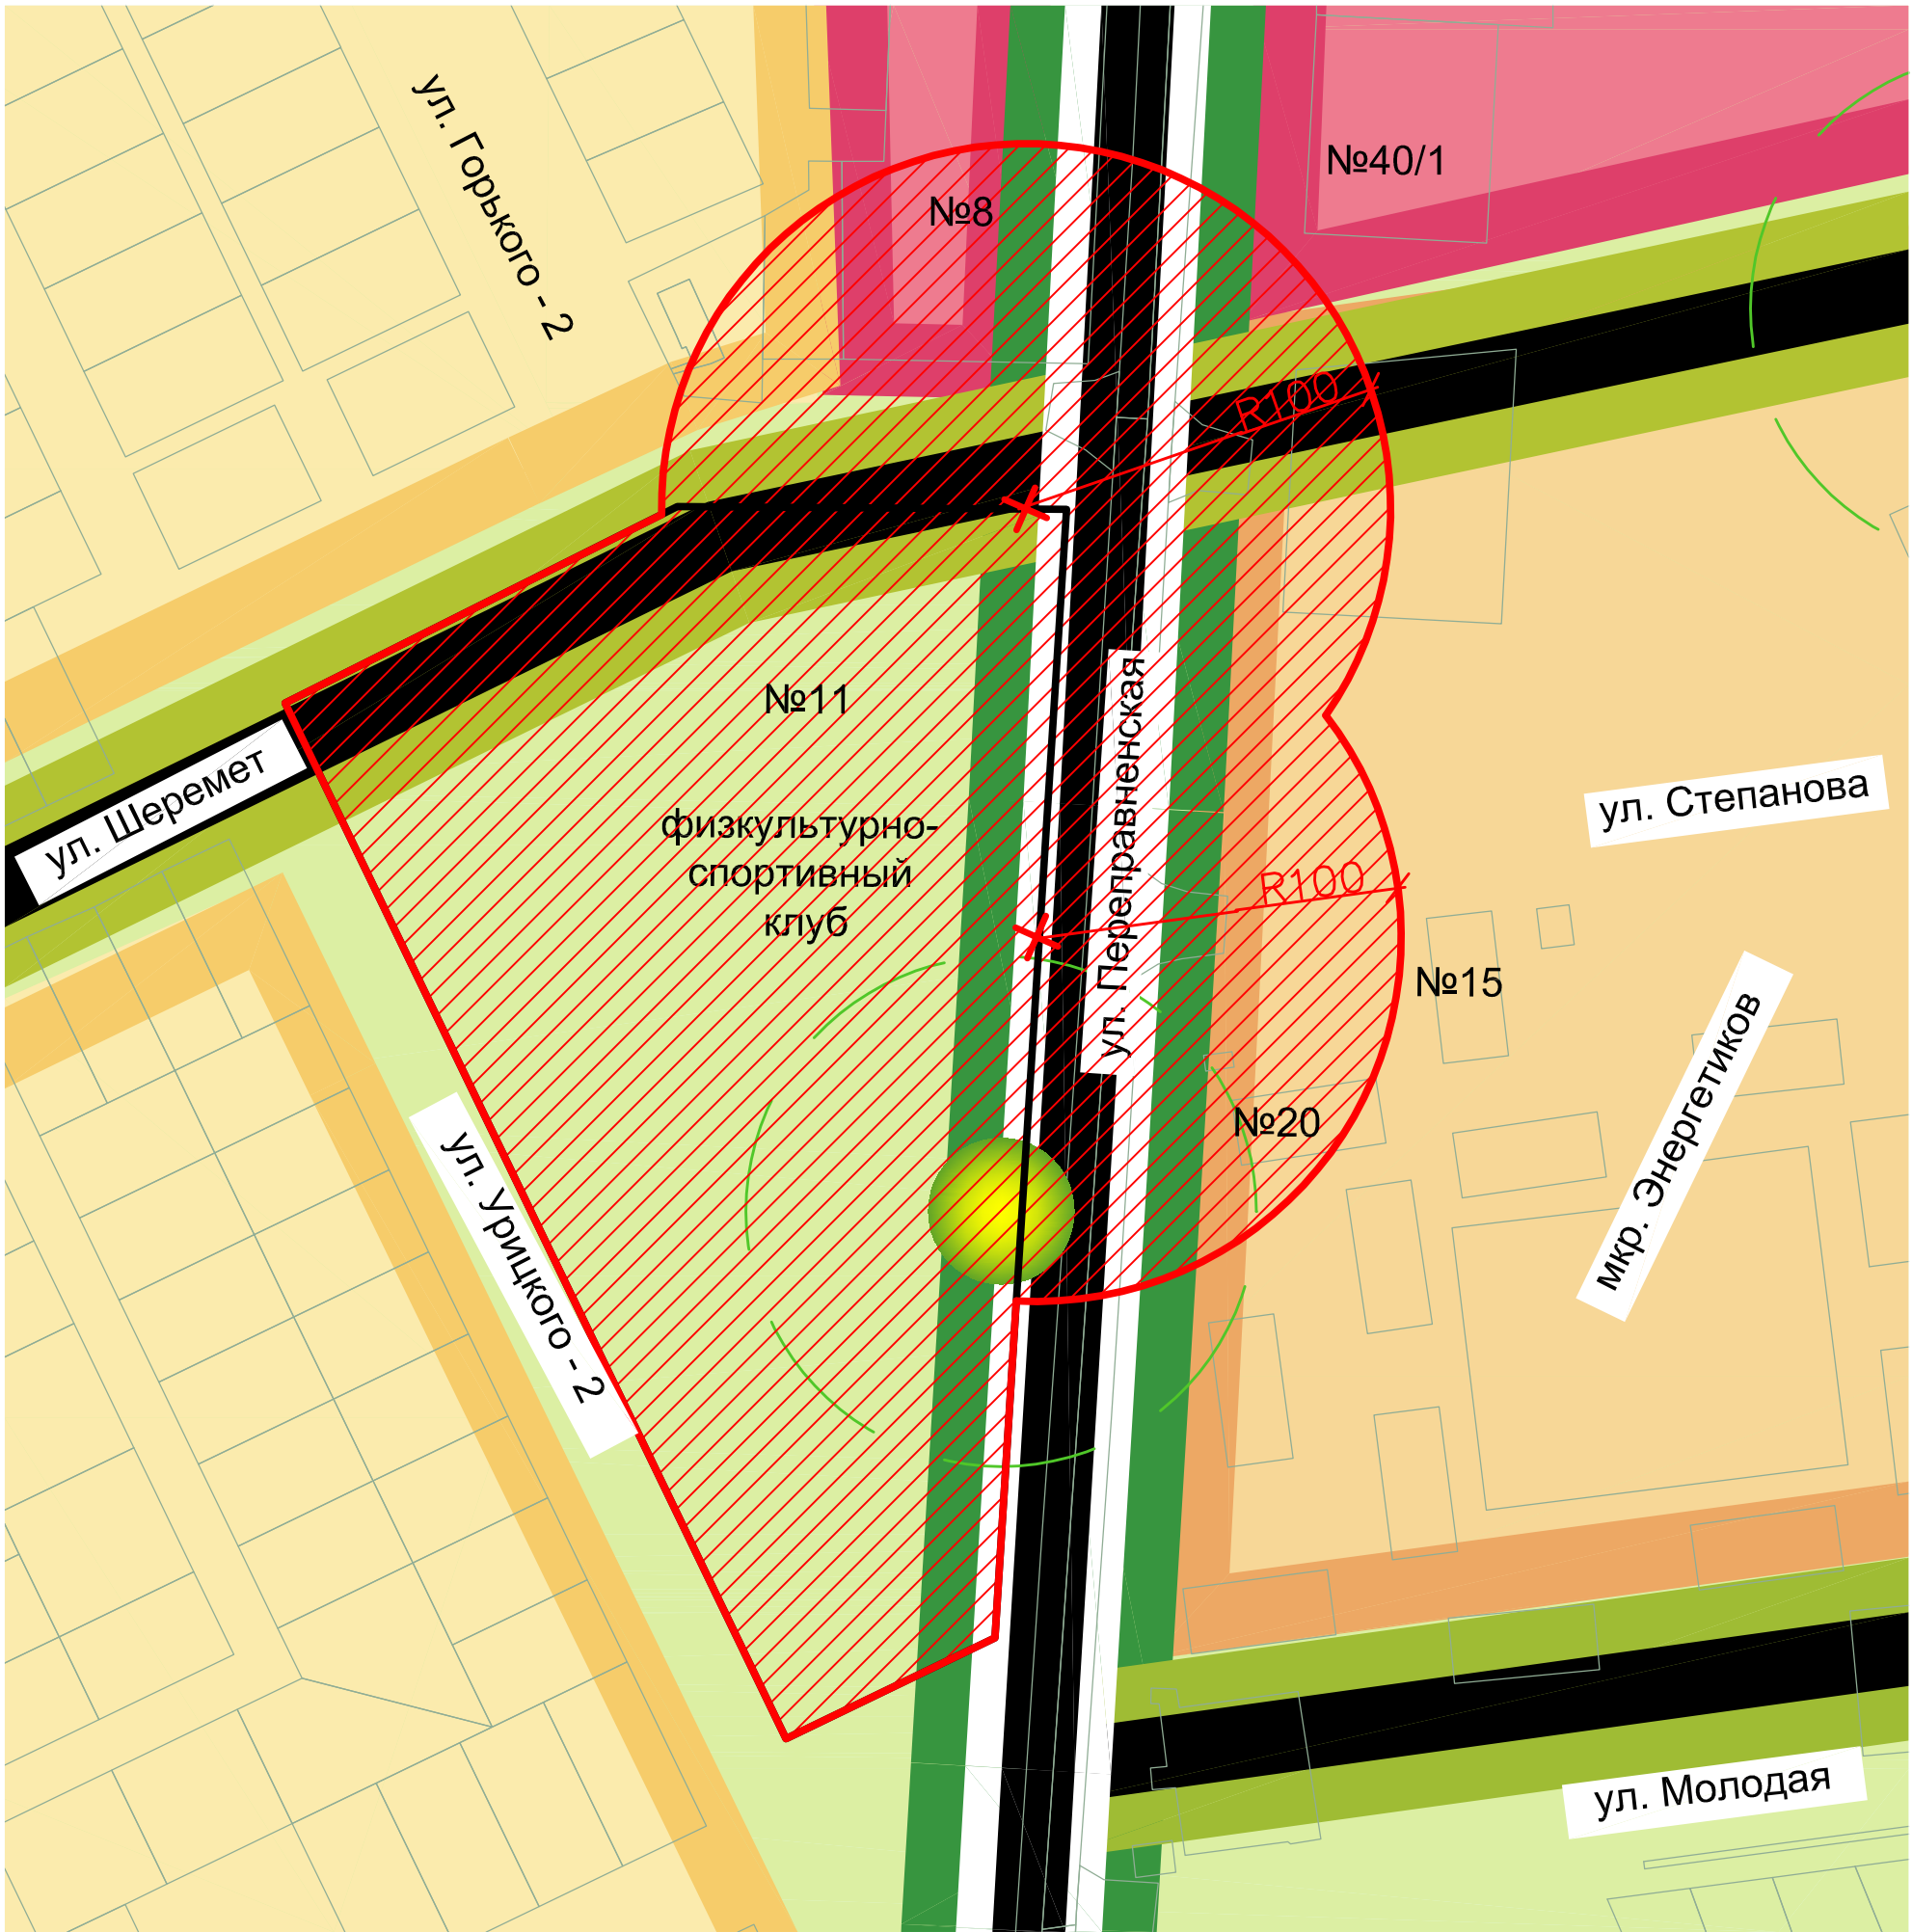 ул. Горького - 2
№8
№40/1
R100
№11
ул. Шеремет
ул. Переправненская
ул. Степанова
физкультурно-
спортивный
клуб
R100
№15
мкр. Энергетиков
№20
ул. Урицкого - 2
ул. Молодая